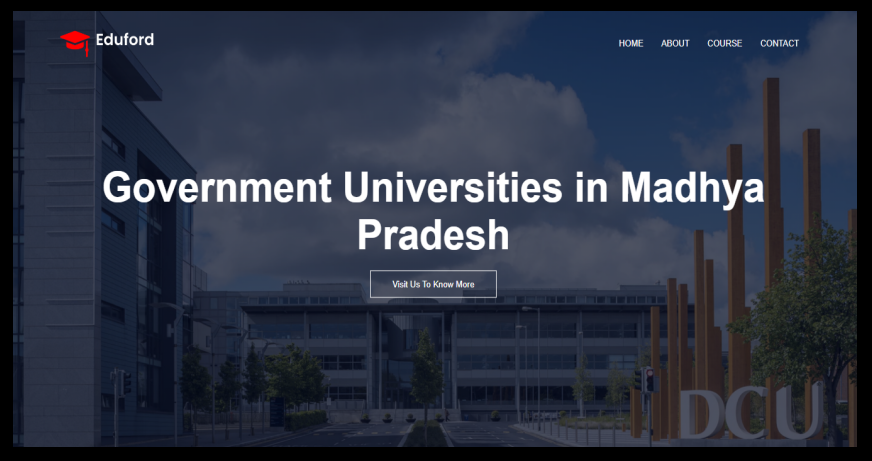 Eduford
HOME ABOUT COURSE CONTACT
Government Universities in Madhya
Pradesh
Visit Us To Know More
DCU